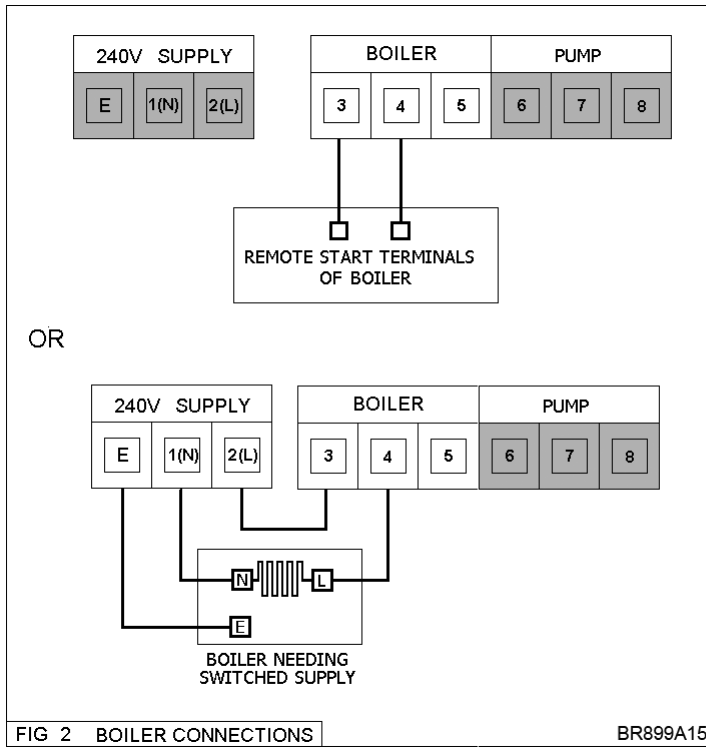 240V SUPPLY BOILER PUMP
E 1(N) 2(L) 3 4 5 6 7 8
REMOTE START TERMINALS
OF BOILER
OR
240V SUPPLY BOILER PUMP
E 1(N) 2(L) 3 4 5 6 7 8
N L
E
BOILER NEEDING
SWITCHED SUPPLY
FIG 2 BOILER CONNECTIONS BR899A15